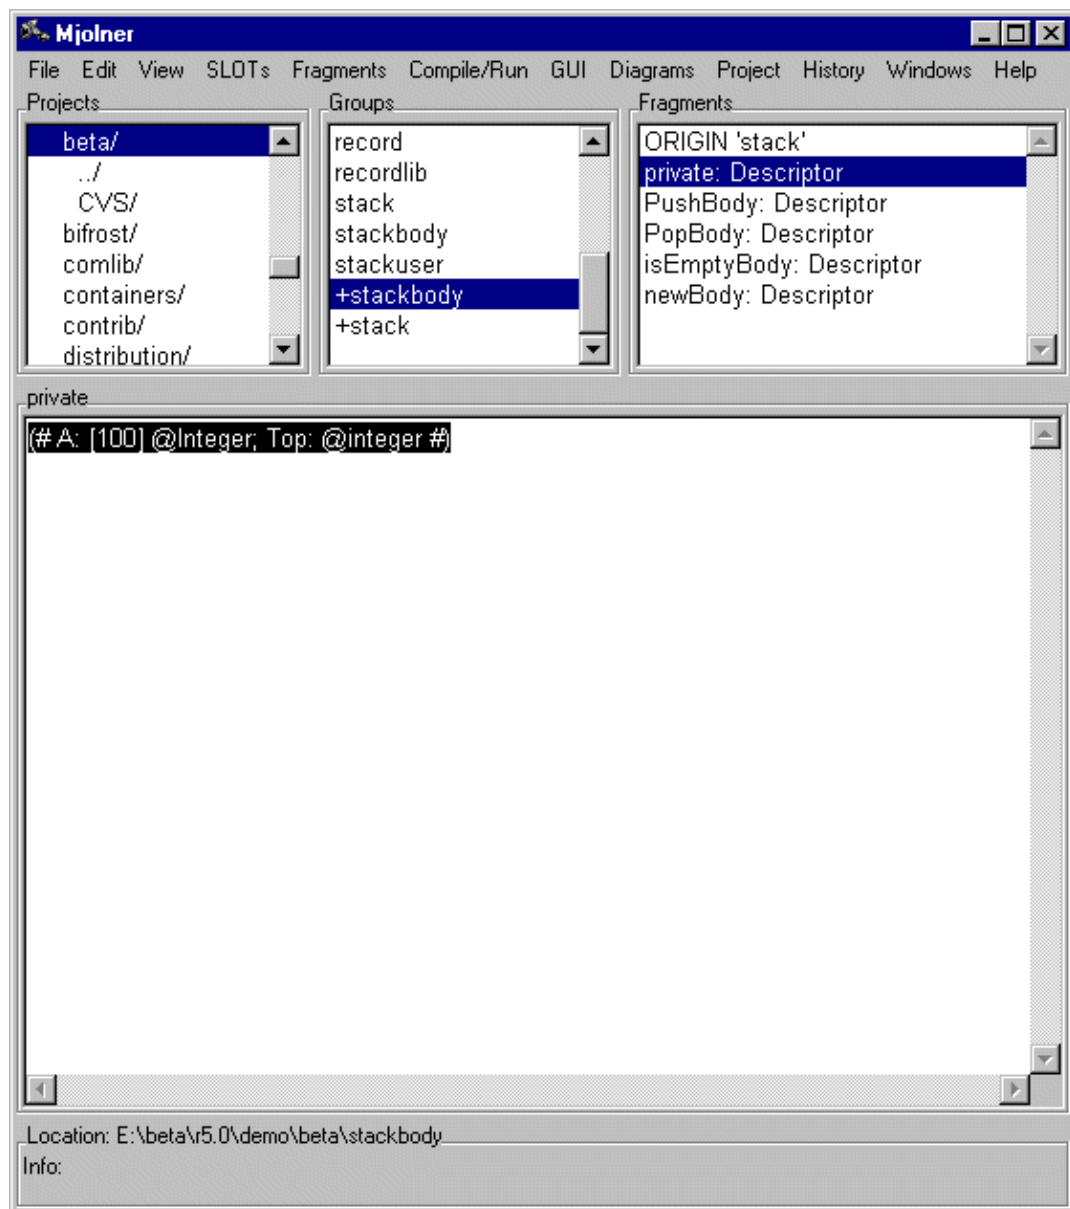 Mjolner
File Edit View SLOTs Fragments Compile/Run GUI Diagrams Project History Windows Help
Projects
beta/
../
CVS/
bifrost/
comlib/
containers/
contrib/
distribution/
Groups
record
recordlib
stack
stackbody
stackuser
+stackbody
+stack
Fragments
ORIGIN 'stack'
private: Descriptor
PushBody: Descriptor
PopBody: Descriptor
isEmptyBody: Descriptor
newBody: Descriptor
private
(# A: [100] @Integer; Top: @integer #)
Location: E:\beta\r5.0\demo\beta\stackbody
Info: